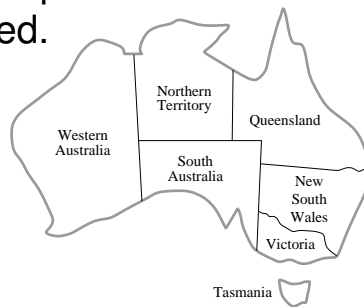 ed.
Northern
Territory
Western
Australia
Queensland
South
Australia
New
South
Wales
Victoria
Tasmania